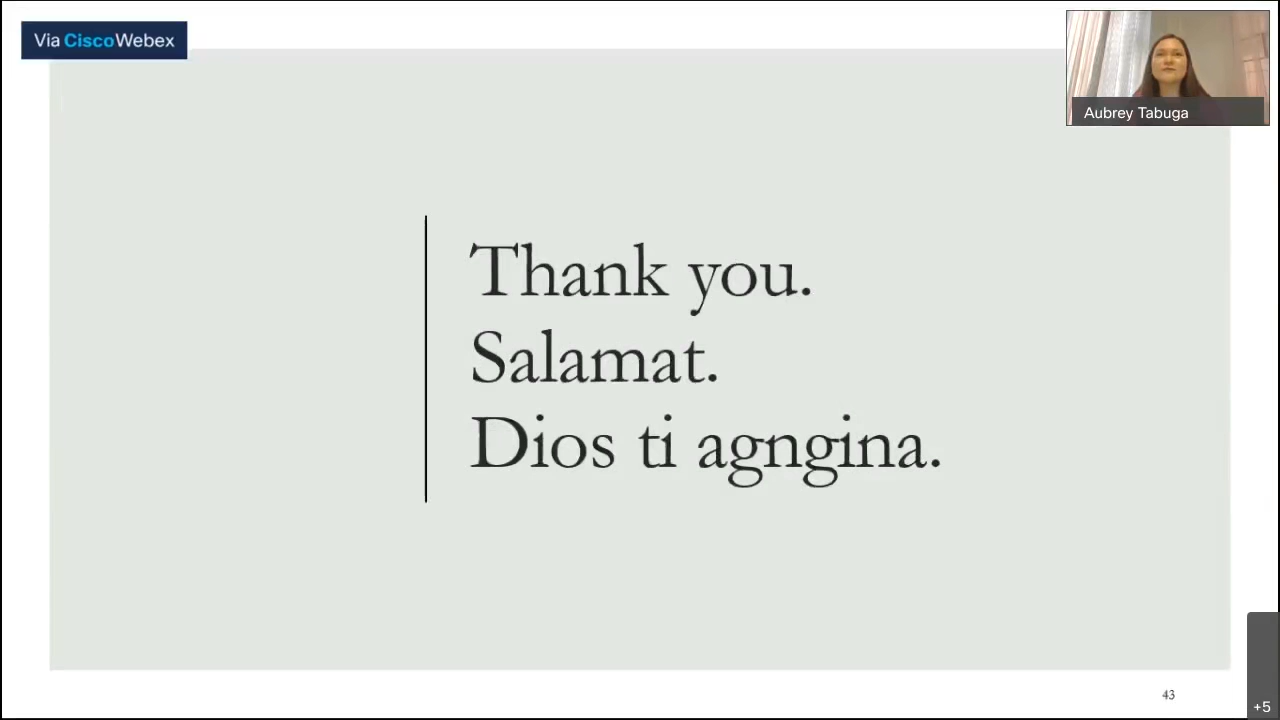 Via CiscoWebex
Aubrey Tabuga
Thank you.
Salamat.
Dios ti agngina.
43
+5